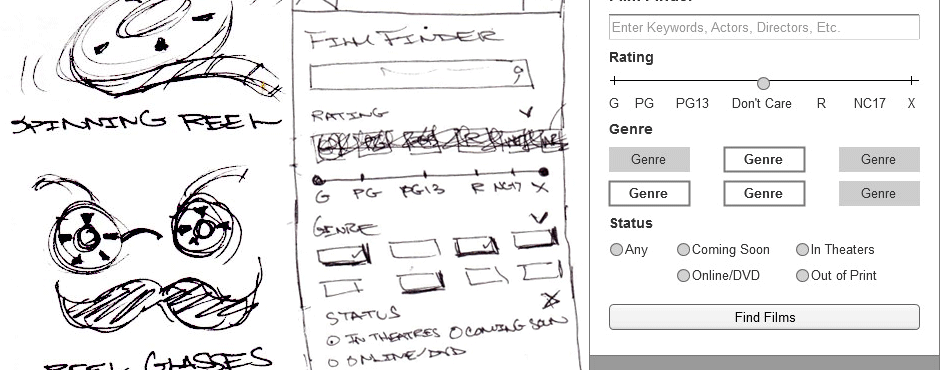 SPINNING REEL
REEL GLASSES
FILM FINDER
RATING
G PG PG13 R NC17 X
GENRE
STATUS
IN THEATRES COMING SOON
ONLINE/DVD
Film Finder
Enter Keywords, Actors, Directors, Etc.
Rating
G PG PG13 Don't Care R NC17 X
Genre
Genre Genre Genre
Genre Genre Genre
Status
Any Coming Soon In Theaters
Online/DVD Out of Print
Find Films